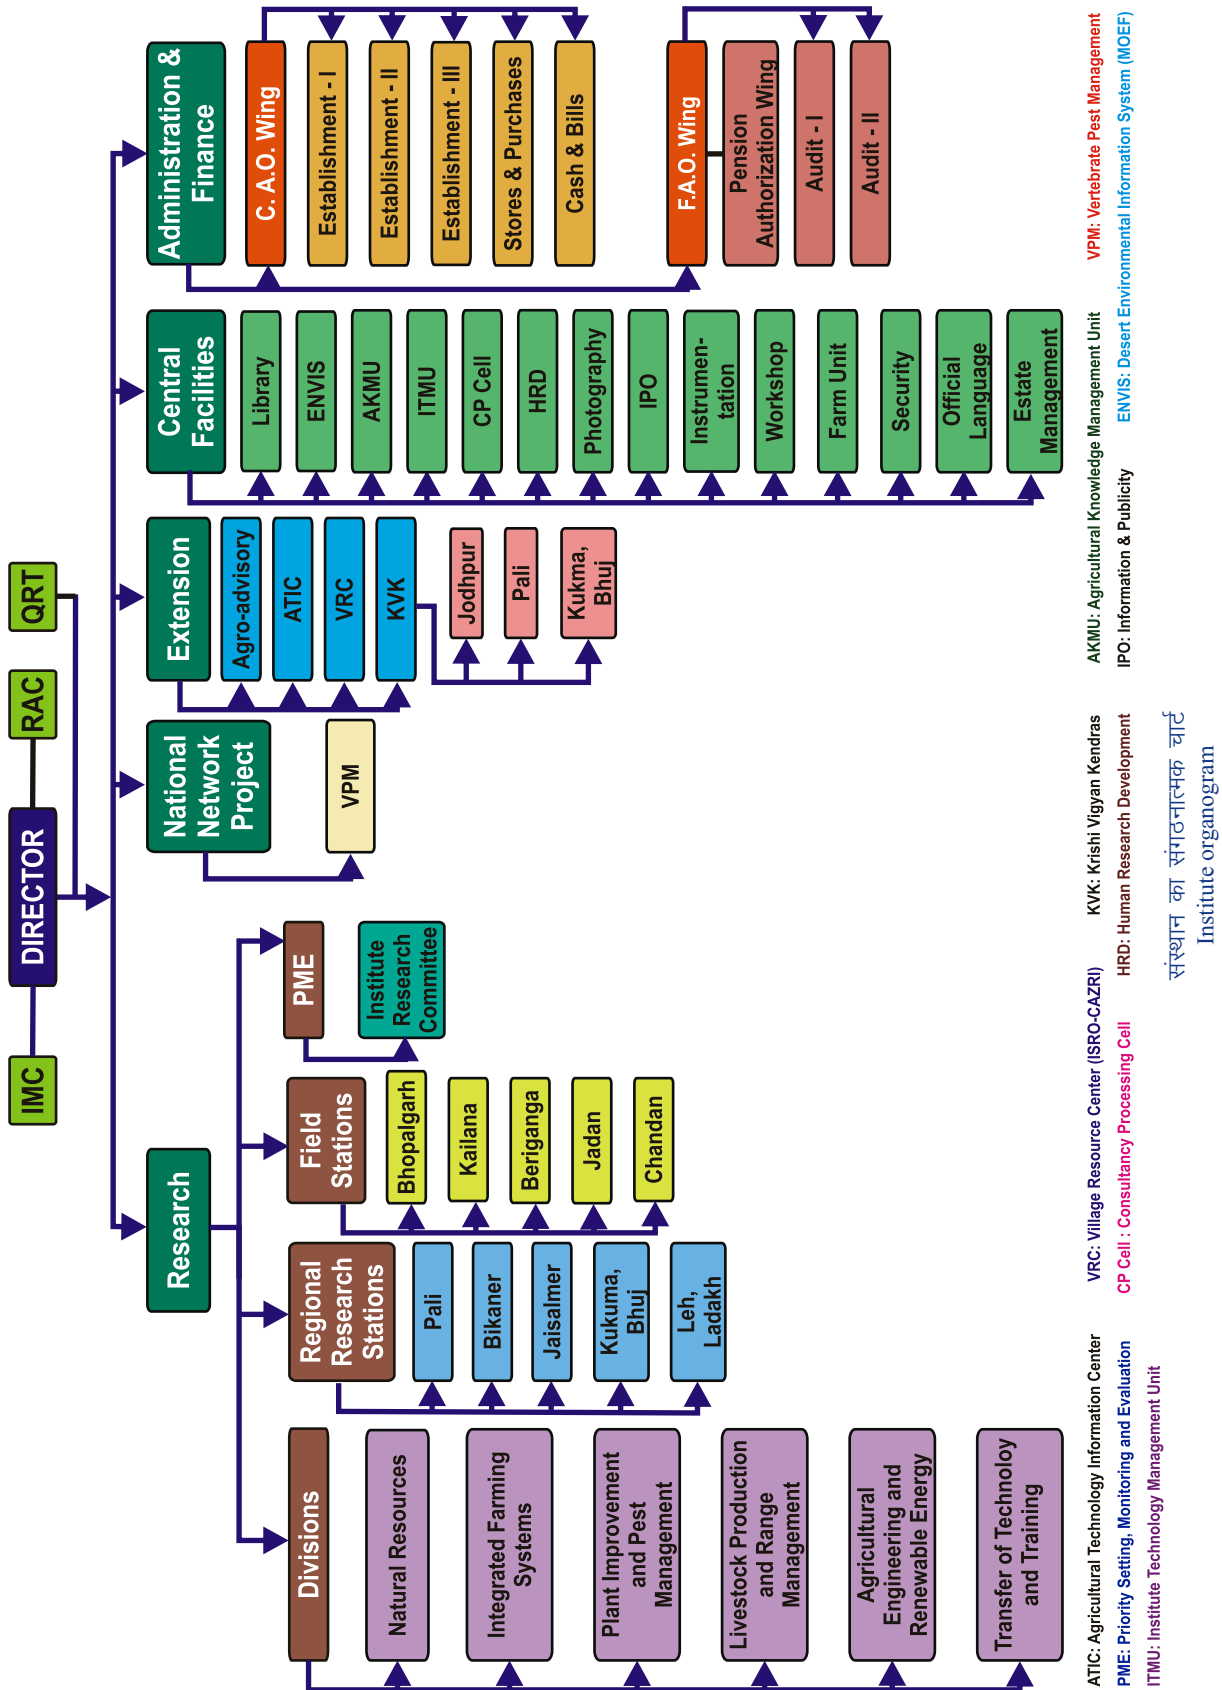 IMC
DIRECTOR
RAC
QRT
Research
National
Network
Project
Extension
Central
Facilities
Administration &
Finance
Divisions
Natural Resources
Integrated Farming
Systems
Plant Improvement
and Pest
Management
Livestock Production
and Range
Management
Agricultural
Engineering and
Renewable Energy
Transfer of Technoloy
and Training
Regional
Research
Stations
Pali
Bikaner
Jaisalmer
Kukuma,
Bhuj
Leh,
Ladakh
Field
Stations
Bhopalgarh
Kailana
Beriganga
Jadan
Chandan
PME
Institute
Research
Committee
VPM
Agro-advisory
ATIC
VRC
KVK
Jodhpur
Pali
Kukma,
Bhuj
Library
ENVIS
AKMU
ITMU
CP Cell
HRD
Photography
IPO
Instrumen-
tation
Workshop
Farm Unit
Security
Official
Language
Estate
Management
C. A.O. Wing
Establishment - I
Establishment - II
Establishment - III
Stores & Purchases
Cash & Bills
F.A.O. Wing
Pension
Authorization Wing
Audit - I
Audit - II
ATIC: Agricultural Technology Information Center
VRC: Village Resource Center (ISRO-CAZRI)
KVK: Krishi Vigyan Kendras
AKMU: Agricultural Knowledge Management Unit
VPM: Vertebrate Pest Management
PME: Priority Setting, Monitoring and Evaluation
CP Cell : Consultancy Processing Cell
HRD: Human Research Development
IPO: Information & Publicity
ENVIS: Desert Environmental Information System (MOEF)
ITMU: Institute Technology Management Unit
संस्थान का संगठनात्मक चार्ट
Institute organogram